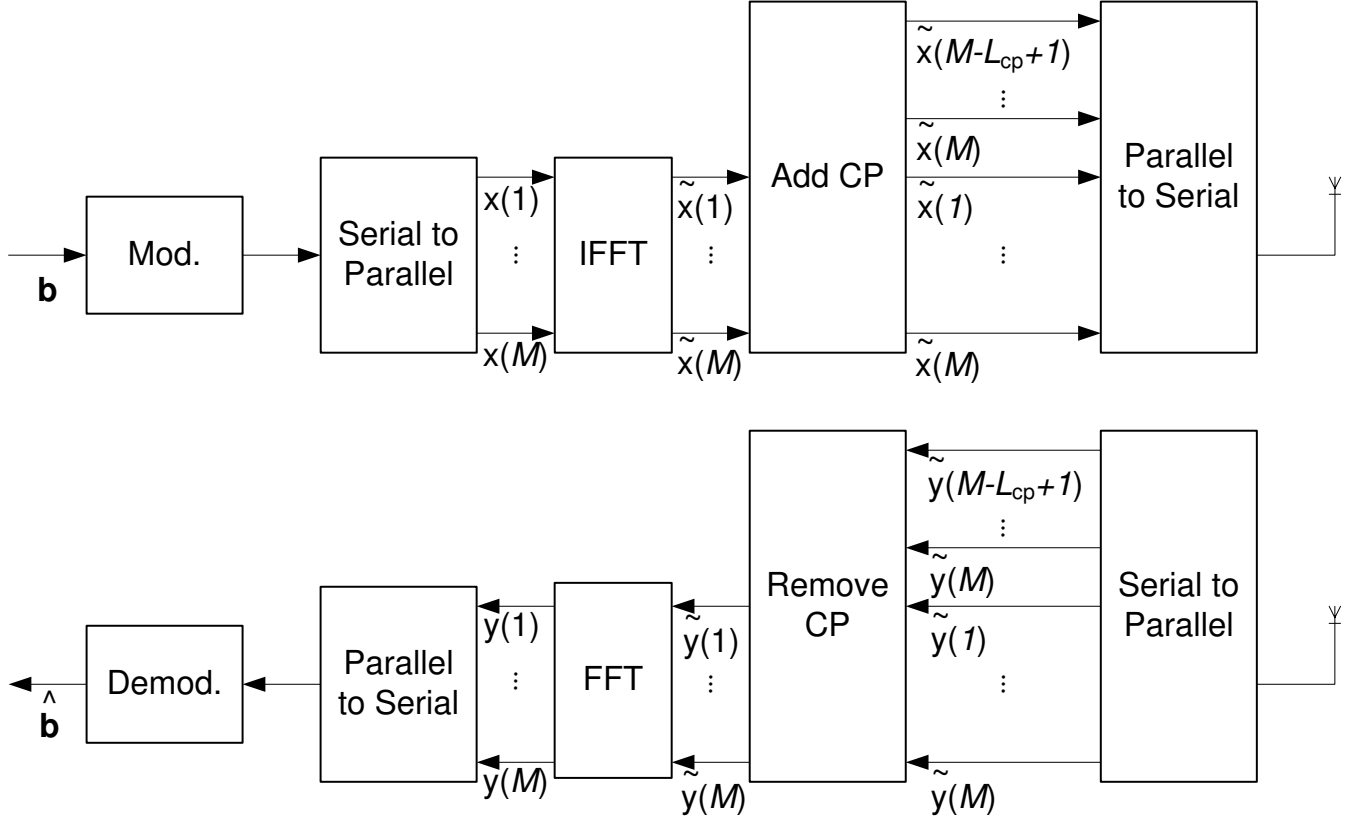 x̃(M-Lcp+1)
⋮
x̃(M)
Add CP
Parallel
to Serial
x(1)
x̃(1)
x̃(1)
Mod.
Serial to
Parallel
⋮
IFFT
⋮
⋮
b
x(M)
x̃(M)
x̃(M)
ỹ(M-Lcp+1)
⋮
ỹ(M)
Remove
CP
Serial to
Parallel
y(1)
ỹ(1)
ỹ(1)
Demod.
Parallel
to Serial
⋮
FFT
⋮
⋮
b̂
y(M)
ỹ(M)
ỹ(M)